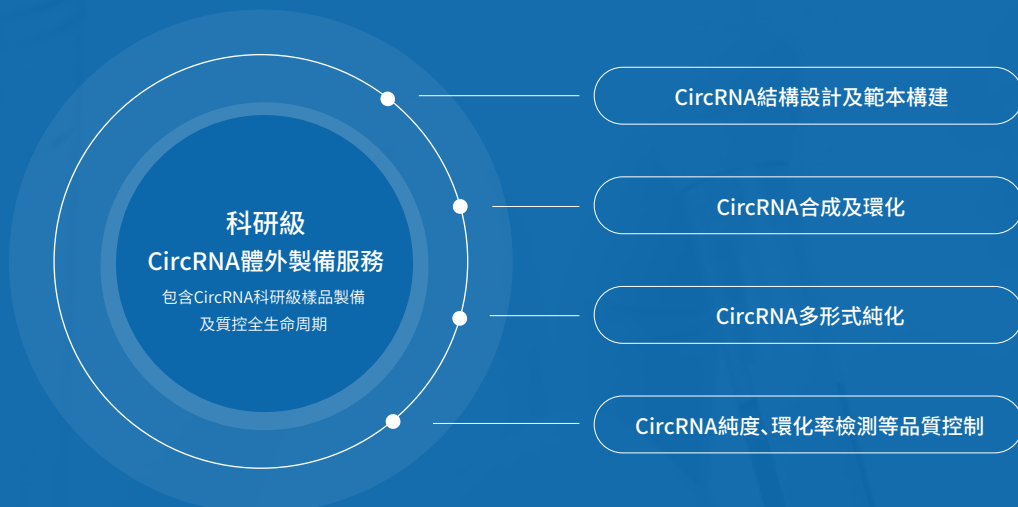 科研級
CircRNA體外製備服務
包含CircRNA科研級樣品製備
及質控全生命周期
CircRNA結構設計及範本構建
CircRNA合成及環化
CircRNA多形式純化
CircRNA純度、環化率檢測等品質控制